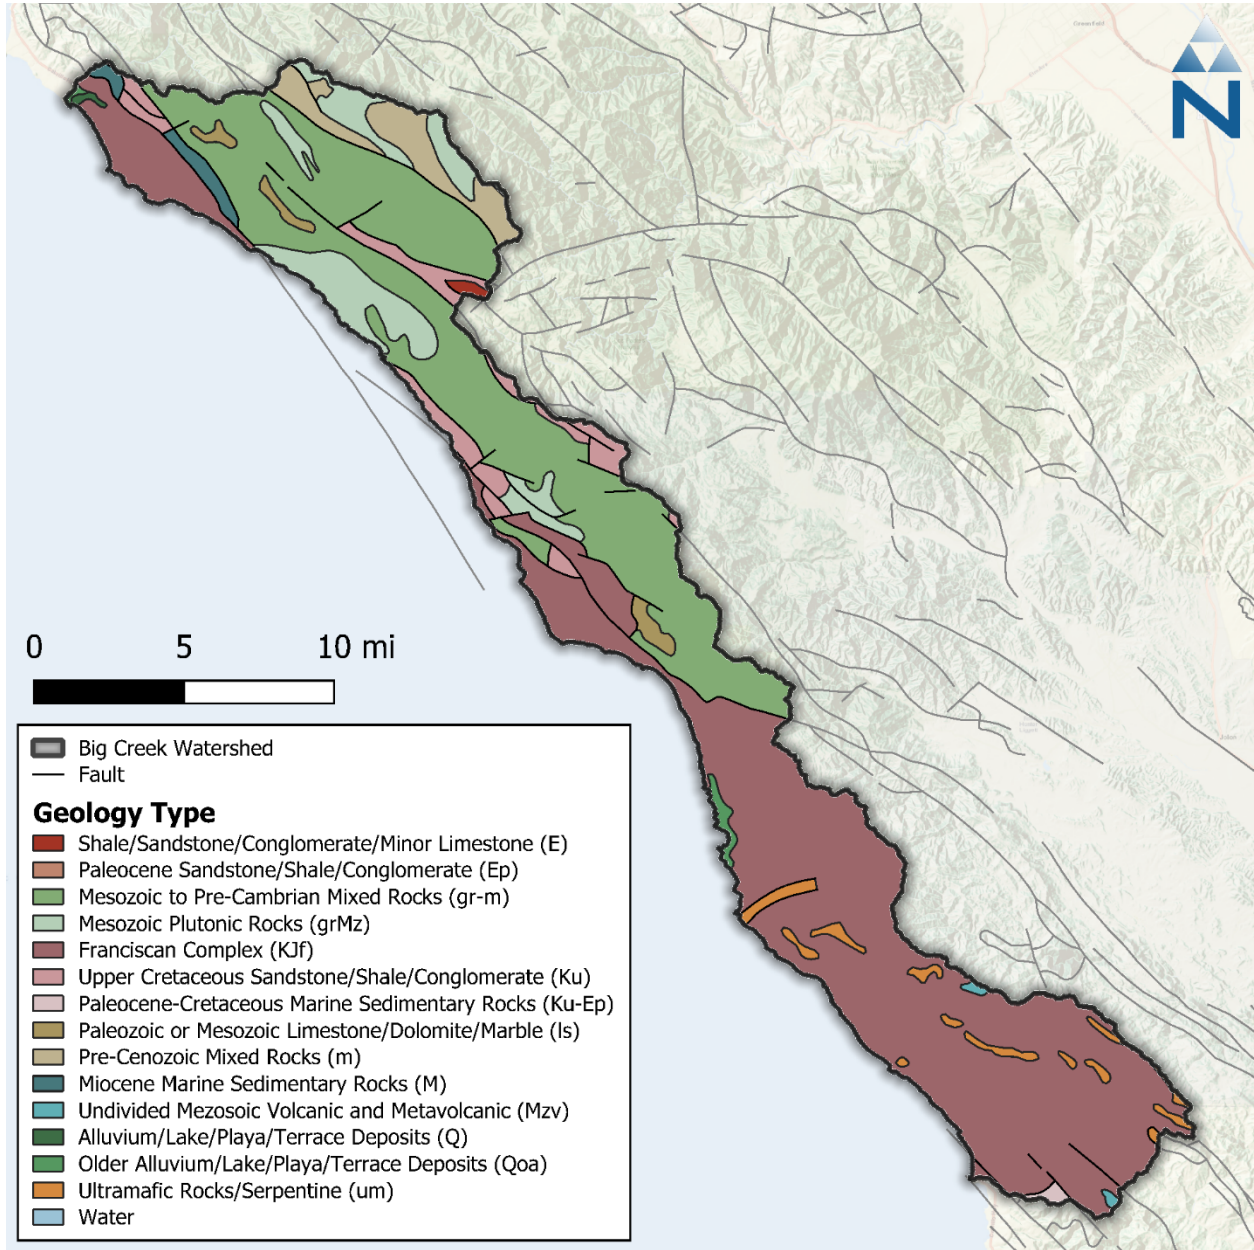 Greenfield
N
Jolon
0 5 10 mi
Big Creek Watershed
Fault
Geology Type
Shale/Sandstone/Conglomerate/Minor Limestone (E)
Paleocene Sandstone/Shale/Conglomerate (Ep)
Mesozoic to Pre-Cambrian Mixed Rocks (gr-m)
Mesozoic Plutonic Rocks (grMz)
Franciscan Complex (KJf)
Upper Cretaceous Sandstone/Shale/Conglomerate (Ku)
Paleocene-Cretaceous Marine Sedimentary Rocks (Ku-Ep)
Paleozoic or Mesozoic Limestone/Dolomite/Marble (ls)
Pre-Cenozoic Mixed Rocks (m)
Miocene Marine Sedimentary Rocks (M)
Undivided Mezosoic Volcanic and Metavolcanic (Mzv)
Alluvium/Lake/Playa/Terrace Deposits (Q)
Older Alluvium/Lake/Playa/Terrace Deposits (Qoa)
Ultramafic Rocks/Serpentine (um)
Water